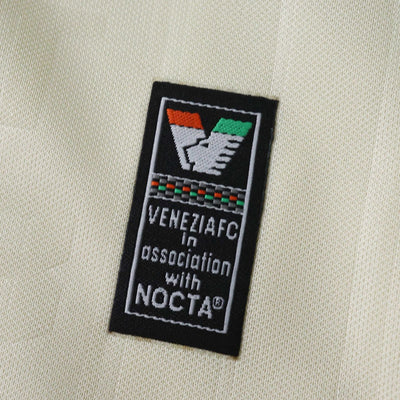 VENEZIAFC
in
association
with
NOCTA®